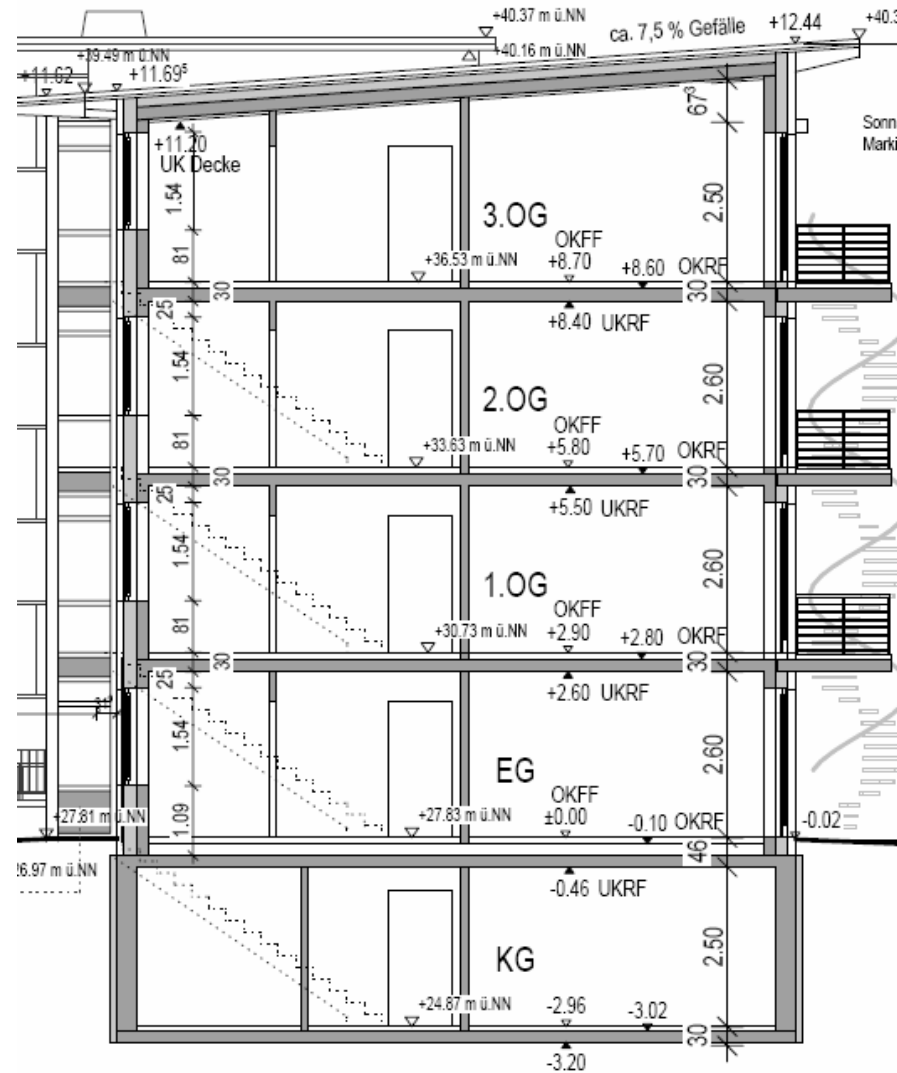 +40.37 m ü.NN
ca. 7,5 % Gefälle
+12.44
+39.49 m ü.NN
+40.16 m ü.NN
+11.62
+11.69⁵
67³
+11.20
UK Decke
Sonn
Marki
1.54
2.50
3.OG
OKFF
+36.53 m ü.NN
+8.70
+8.60 OKRF
81
30
30
25
+8.40 UKRF
1.54
2.60
2.OG
OKFF
+33.63 m ü.NN
+5.80
+5.70 OKRF
81
30
30
25
+5.50 UKRF
1.54
2.60
1.OG
OKFF
+30.73 m ü.NN
+2.90
+2.80 OKRF
81
30
30
25
+2.60 UKRF
1.54
2.60
EG
OKFF
+27.81 m ü.NN
+27.83 m ü.NN
±0.00
-0.10 OKRF
-0.02
1.09
46
26.97 m ü.NN
-0.46 UKRF
2.50
KG
+24.87 m ü.NN
-2.96
-3.02
30
-3.20